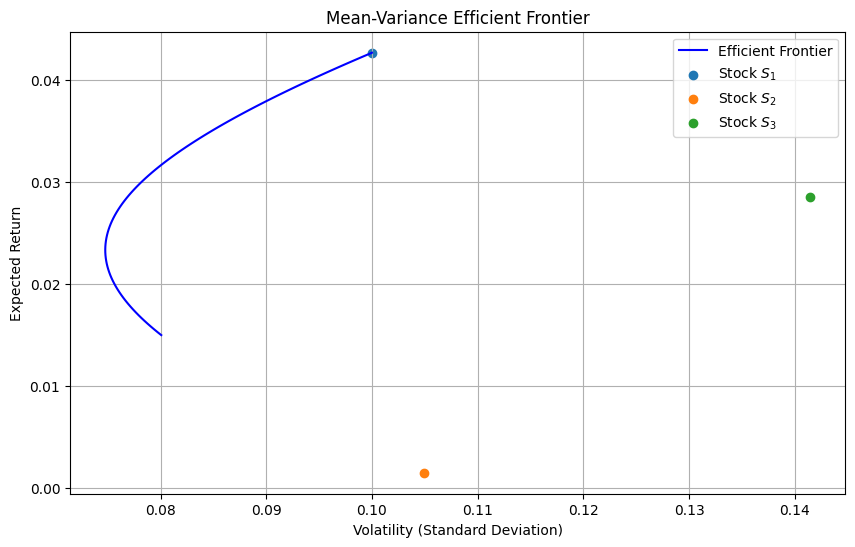 Mean-Variance Efficient Frontier
Efficient Frontier
Stock $S_1$
Stock $S_2$
Stock $S_3$
Expected Return
0.04
0.03
0.02
0.01
0.00
0.08 0.09 0.10 0.11 0.12 0.13 0.14
Volatility (Standard Deviation)